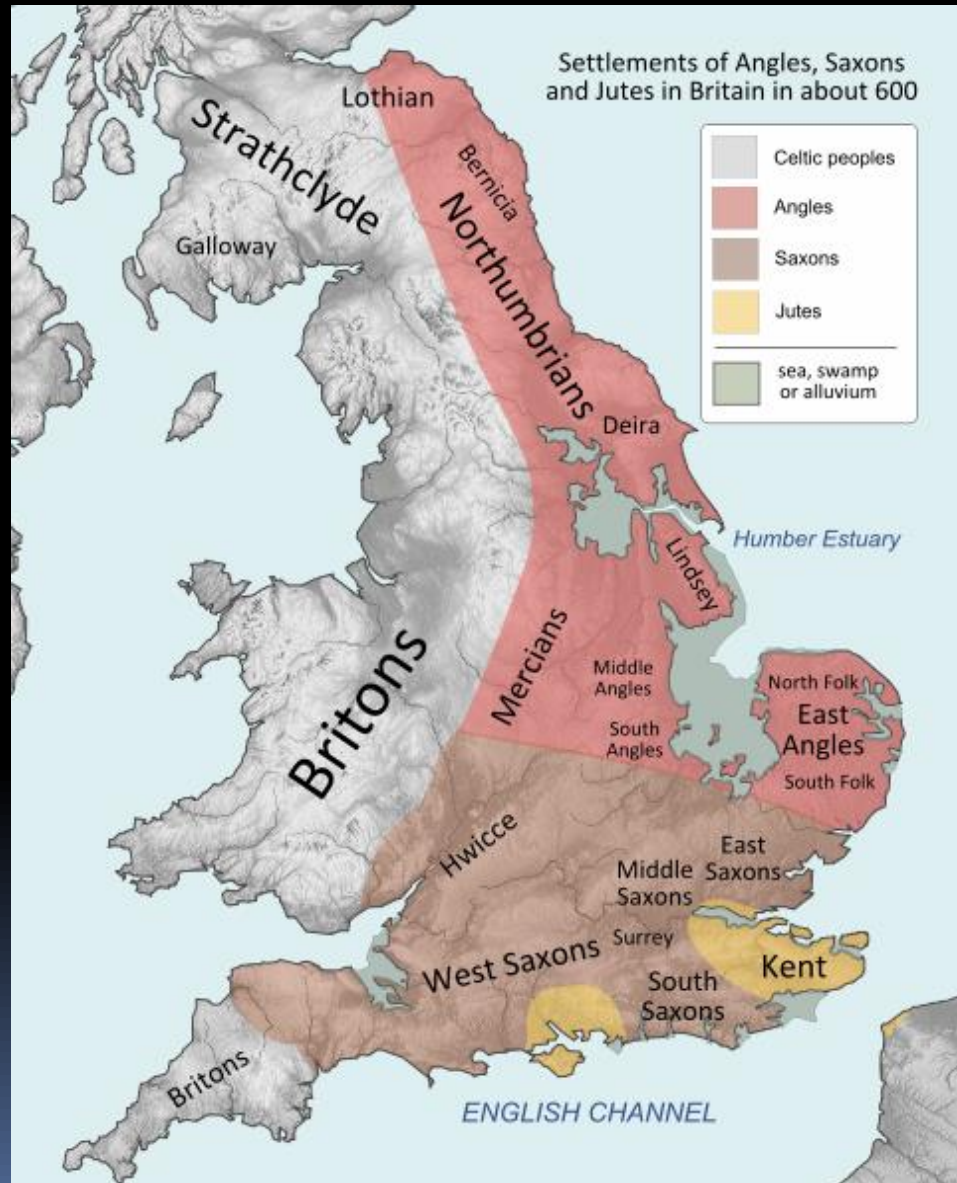 Settlements of Angles, Saxons
and Jutes in Britain in about 600
Celtic peoples
Angles
Saxons
Jutes
sea, swamp
or alluvium
Lothian
Strathclyde
Bernicia
Northumbrians
Galloway
Deira
Humber Estuary
Lindsey
Mercians
Middle
Angles
South
Angles
North Folk
East
Angles
South Folk
Britons
Hwicce
East
Saxons
Middle
Saxons
West Saxons
Surrey
Kent
South
Saxons
Britons
ENGLISH CHANNEL